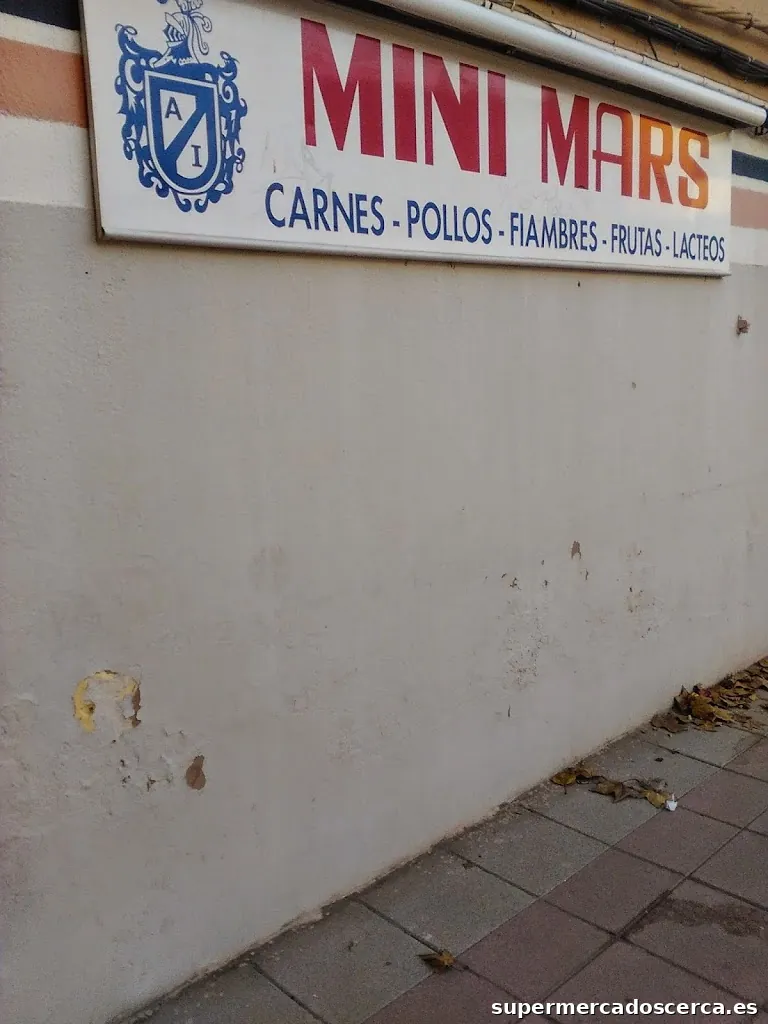 A
I
MINI MARS
CARNES - POLLOS - FIAMBRES - FRUTAS - LACTEOS
supermercadoscerca.es